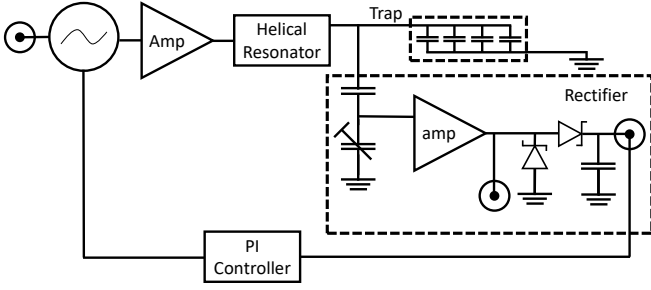 Amp
Helical
Resonator
Trap
Rectifier
amp
PI
Controller